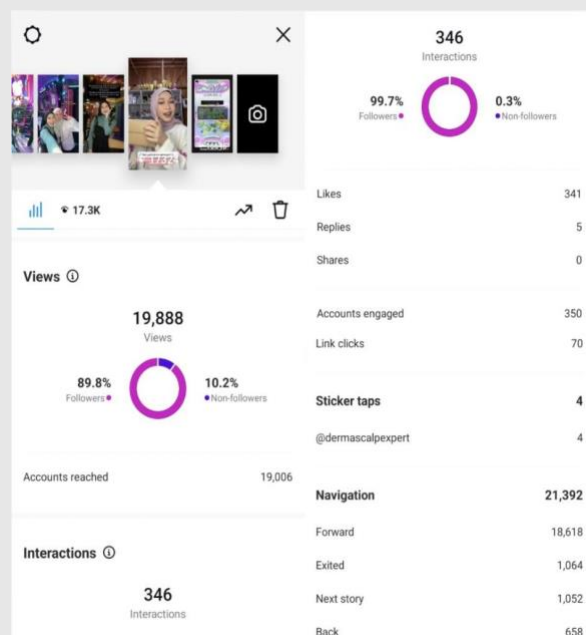 17.3K
Views
19,888
Views
89.8%
Followers
10.2%
Non-followers
Accounts reached 19,006
Interactions
346
Interactions
346
Interactions
99.7%
Followers
0.3%
Non-followers
Likes 341
Replies 5
Shares 0
Accounts engaged 350
Link clicks 70
Sticker taps 4
@dermascalpexpert 4
Navigation 21,392
Forward 18,618
Exited 1,064
Next story 1,052
Back 658